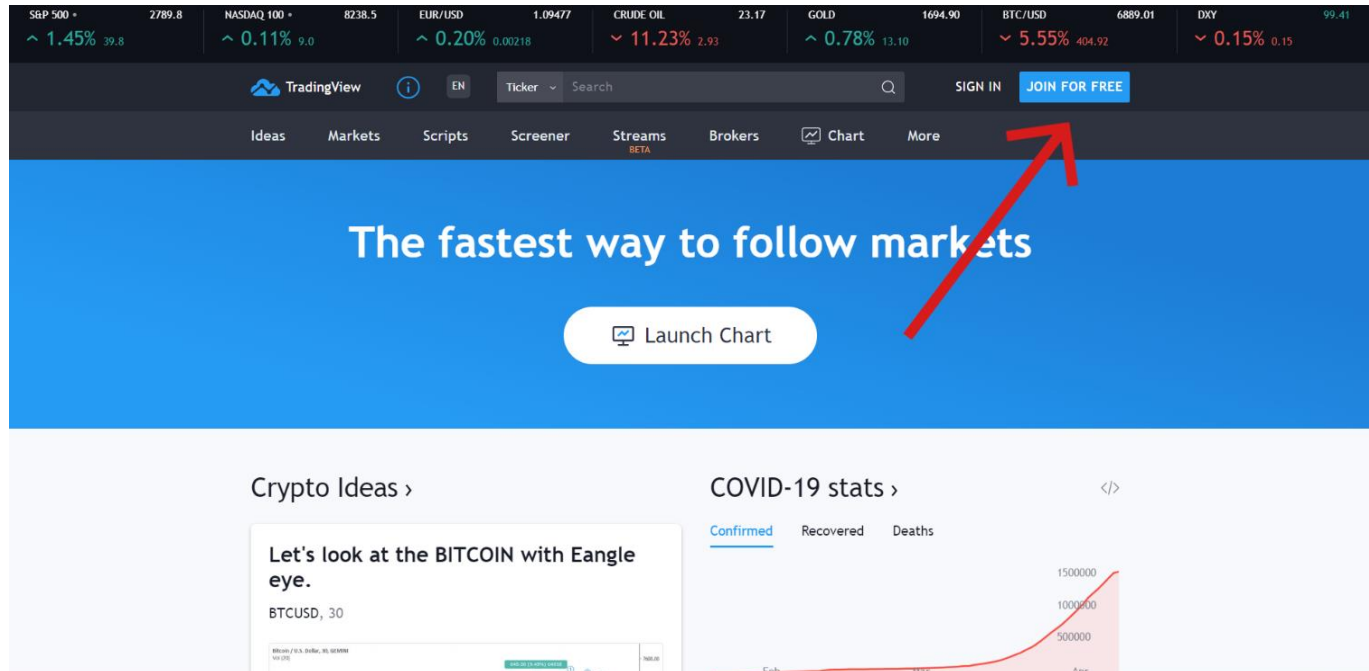 S&P 500 2789.8
1.45% 39.8
NASDAQ 100 8238.5
0.11% 9.0
EUR/USD 1.09477
0.20% 0.00218
CRUDE OIL 23.17
11.23% 2.93
GOLD 1694.90
0.78% 13.10
BTC/USD 6889.01
5.55% 404.92
DXY 99.41
0.15% 0.15
TradingView i EN Ticker Search SIGN IN JOIN FOR FREE
Ideas Markets Scripts Screener Streams Brokers Chart More
BETA
The fastest way to follow markets
Launch Chart
Crypto Ideas ›
Let's look at the BITCOIN with Eangle
eye.
BTCUSD, 30
Bitcoin / U.S. Dollar, 30, GEMINI
COVID-19 stats ›
</>
Confirmed Recovered Deaths
1500000
1000000
500000